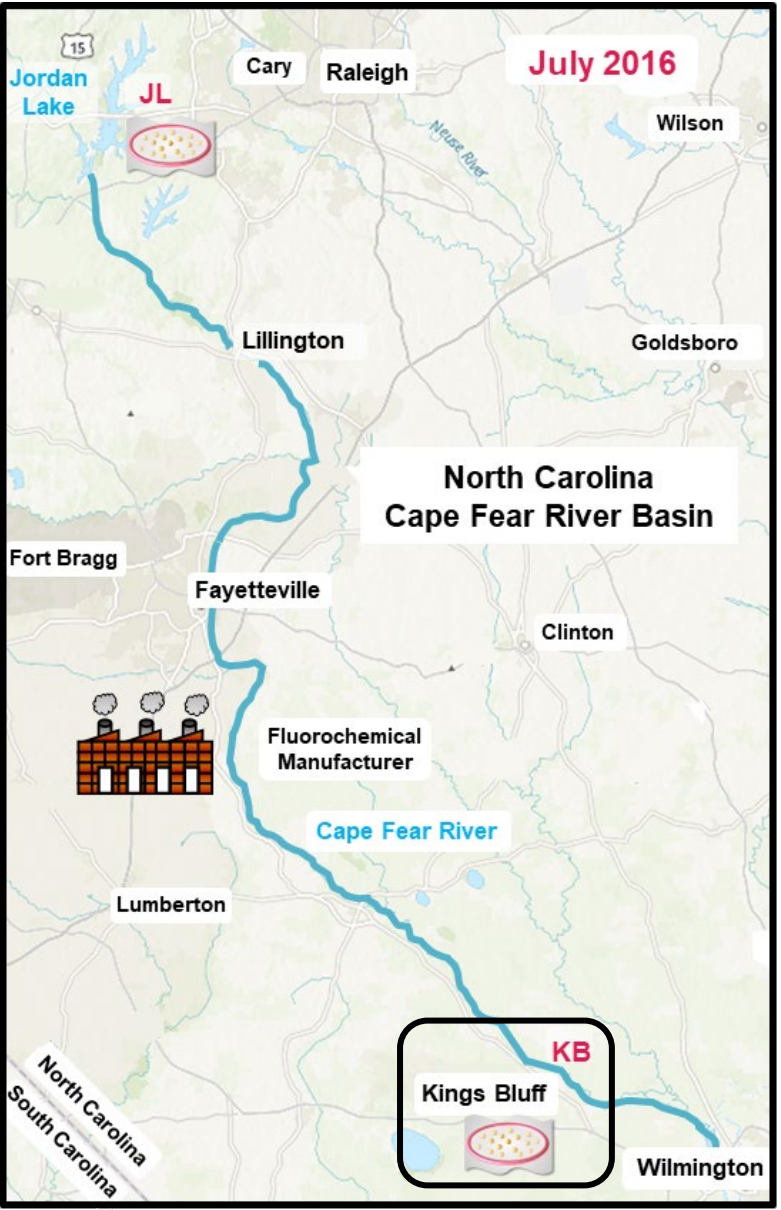 15
Jordan
Lake
JL
Cary
Raleigh
July 2016
Wilson
Neuse River
Lillington
Goldsboro
North Carolina
Cape Fear River Basin
Fort Bragg
Fayetteville
Clinton
Fluorochemical
Manufacturer
Cape Fear River
Lumberton
KB
Kings Bluff
North Carolina
South Carolina
Wilmington